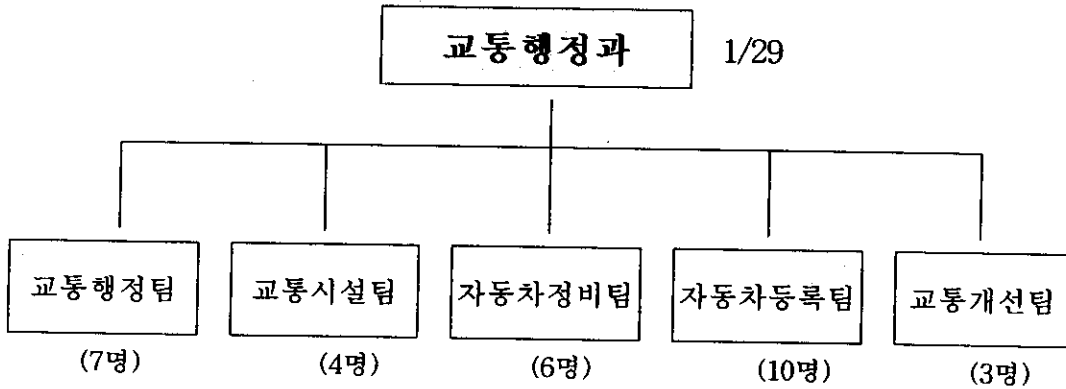 교통행정과 1/29
교통행정팀 교통시설팀 자동차정비팀 자동차등록팀 교통개선팀
(7명) (4명) (6명) (10명) (3명)